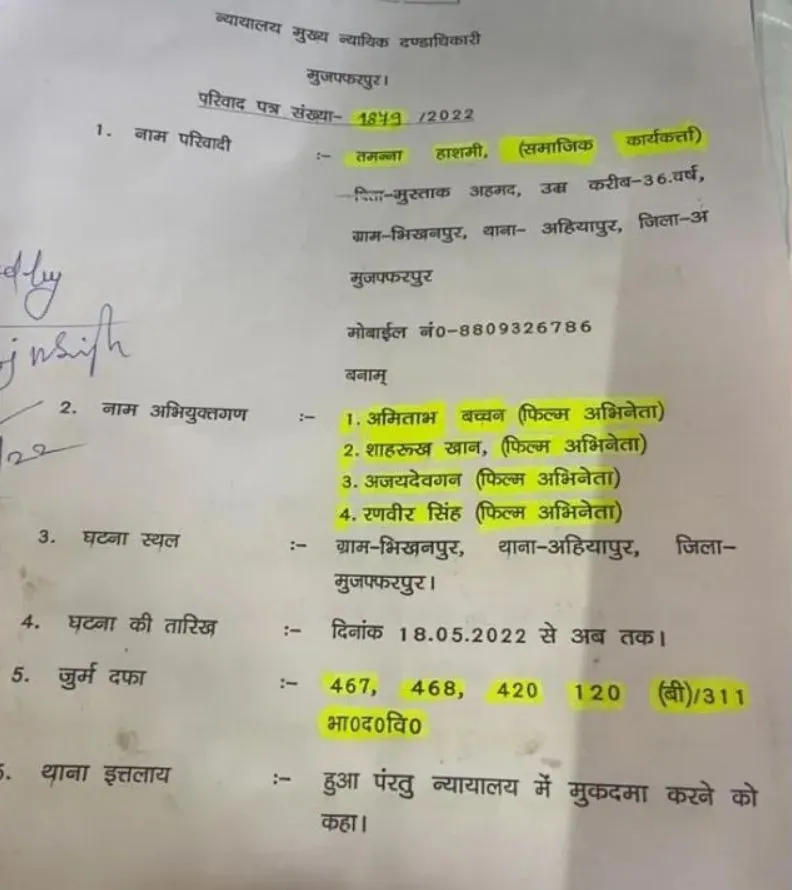 न्यायालय मुख्य न्यायिक दण्डाधिकारी
मुजफ्फरपुर।
परिवाद पत्र संख्या- 1849 /2022
1. नाम परिवादी :- तमन्ना हाशमी, (समाजिक कार्यकर्त्ता)
पिता-मुस्ताक अहमद, उम्र करीब-36.वर्ष,
ग्राम-भिखनपुर, थाना- अहियापुर, जिला-अ
मुजफ्फरपुर
मोबाईल नं0-8809326786
बनाम्
2. नाम अभियुक्तगण :- 1. अमिताभ बच्चन (फिल्म अभिनेता)
2. शाहरूख खान, (फिल्म अभिनेता)
3. अजयदेवगन (फिल्म अभिनेता)
4. रणवीर सिंह (फिल्म अभिनेता)
3. घटना स्थल :- ग्राम-भिखनपुर, थाना-अहियापुर, जिला-
मुजफ्फरपुर।
4. घटना की तारिख :- दिनांक 18.05.2022 से अब तक।
5. जुर्म दफा :- 467, 468, 420 120 (बी)/311
भा0द0वि0
. थाना इत्तलाय :- हुआ पंरतु न्यायालय में मुकदमा करने को
कहा।